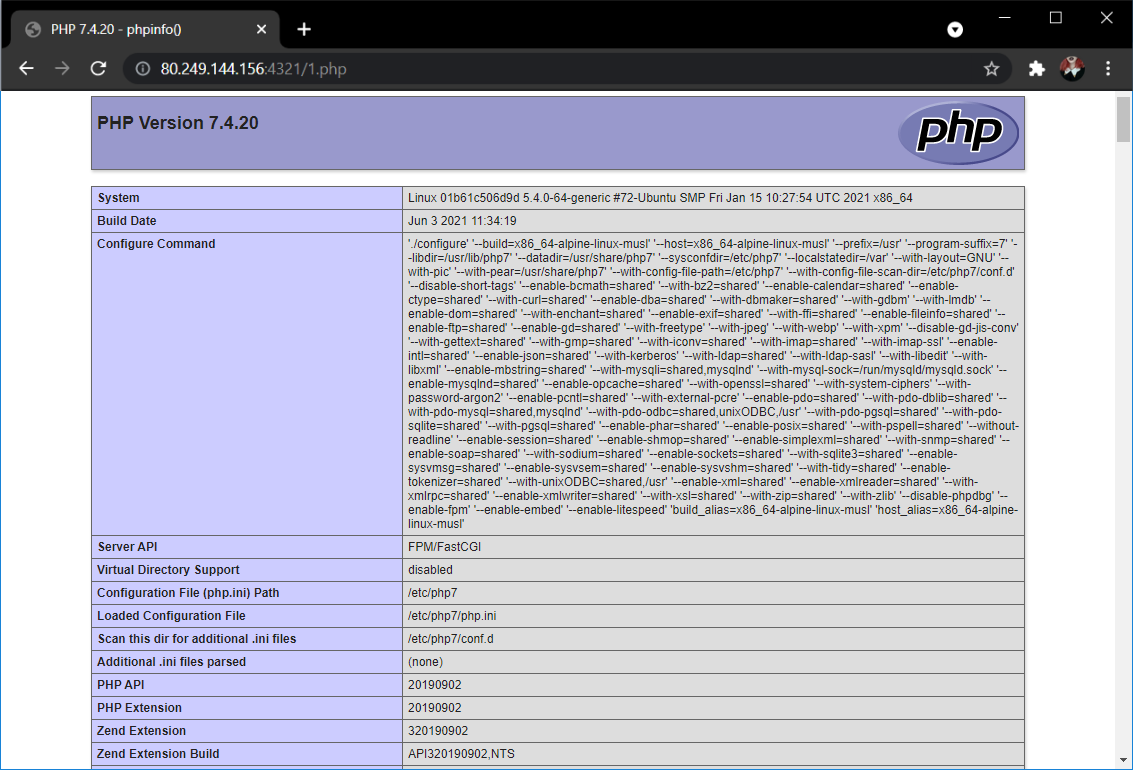 PHP 7.4.20 - phpinfo()
80.249.144.156:4321/1.php
PHP Version 7.4.20
php
System Linux 01b61c506d9d 5.4.0-64-generic #72-Ubuntu SMP Fri Jan 15 10:27:54 UTC 2021 x86_64
Build Date Jun 3 2021 11:34:19
Configure Command './configure' '--build=x86_64-alpine-linux-musl' '--host=x86_64-alpine-linux-musl' '--prefix=/usr' '--program-suffix=7' '-
-libdir=/usr/lib/php7' '--datadir=/usr/share/php7' '--sysconfdir=/etc/php7' '--localstatedir=/var' '--with-layout=GNU' '--
with-pic' '--with-pear=/usr/share/php7' '--with-config-file-path=/etc/php7' '--with-config-file-scan-dir=/etc/php7/conf.d'
'--disable-short-tags' '--enable-bcmath=shared' '--with-bz2=shared' '--enable-calendar=shared' '--enable-
ctype=shared' '--with-curl=shared' '--enable-dba=shared' '--with-dbmaker=shared' '--with-gdbm' '--with-lmdb' '--
enable-dom=shared' '--with-enchant=shared' '--enable-exif=shared' '--with-ffi=shared' '--enable-fileinfo=shared' '--
enable-ftp=shared' '--enable-gd=shared' '--with-freetype' '--with-jpeg' '--with-webp' '--with-xpm' '--disable-gd-jis-conv'
'--with-gettext=shared' '--with-gmp=shared' '--with-iconv=shared' '--with-imap=shared' '--with-imap-ssl' '--enable-
intl=shared' '--enable-json=shared' '--with-kerberos' '--with-ldap=shared' '--with-ldap-sasl' '--with-libedit' '--with-
libxml' '--enable-mbstring=shared' '--with-mysqli=shared,mysqlnd' '--with-mysql-sock=/run/mysqld/mysqld.sock' '--
enable-mysqlnd=shared' '--enable-opcache=shared' '--with-openssl=shared' '--with-system-ciphers' '--with-
password-argon2' '--enable-pcntl=shared' '--with-external-pcre' '--enable-pdo=shared' '--with-pdo-dblib=shared' '--
with-pdo-mysql=shared,mysqlnd' '--with-pdo-odbc=shared,unixODBC,/usr' '--with-pdo-pgsql=shared' '--with-pdo-
sqlite=shared' '--with-pgsql=shared' '--enable-phar=shared' '--enable-posix=shared' '--with-pspell=shared' '--without-
readline' '--enable-session=shared' '--enable-shmop=shared' '--enable-simplexml=shared' '--with-snmp=shared' '--
enable-soap=shared' '--with-sodium=shared' '--enable-sockets=shared' '--with-sqlite3=shared' '--enable-
sysvmsg=shared' '--enable-sysvsem=shared' '--enable-sysvshm=shared' '--with-tidy=shared' '--enable-
tokenizer=shared' '--with-unixODBC=shared,/usr' '--enable-xml=shared' '--enable-xmlreader=shared' '--with-
xmlrpc=shared' '--enable-xmlwriter=shared' '--with-xsl=shared' '--with-zip=shared' '--with-zlib' '--disable-phpdbg' '--
enable-fpm' '--enable-embed' '--enable-litespeed' 'build_alias=x86_64-alpine-linux-musl' 'host_alias=x86_64-alpine-
linux-musl'
Server API FPM/FastCGI
Virtual Directory Support disabled
Configuration File (php.ini) Path /etc/php7
Loaded Configuration File /etc/php7/php.ini
Scan this dir for additional .ini files /etc/php7/conf.d
Additional .ini files parsed (none)
PHP API 20190902
PHP Extension 20190902
Zend Extension 320190902
Zend Extension Build API320190902,NTS